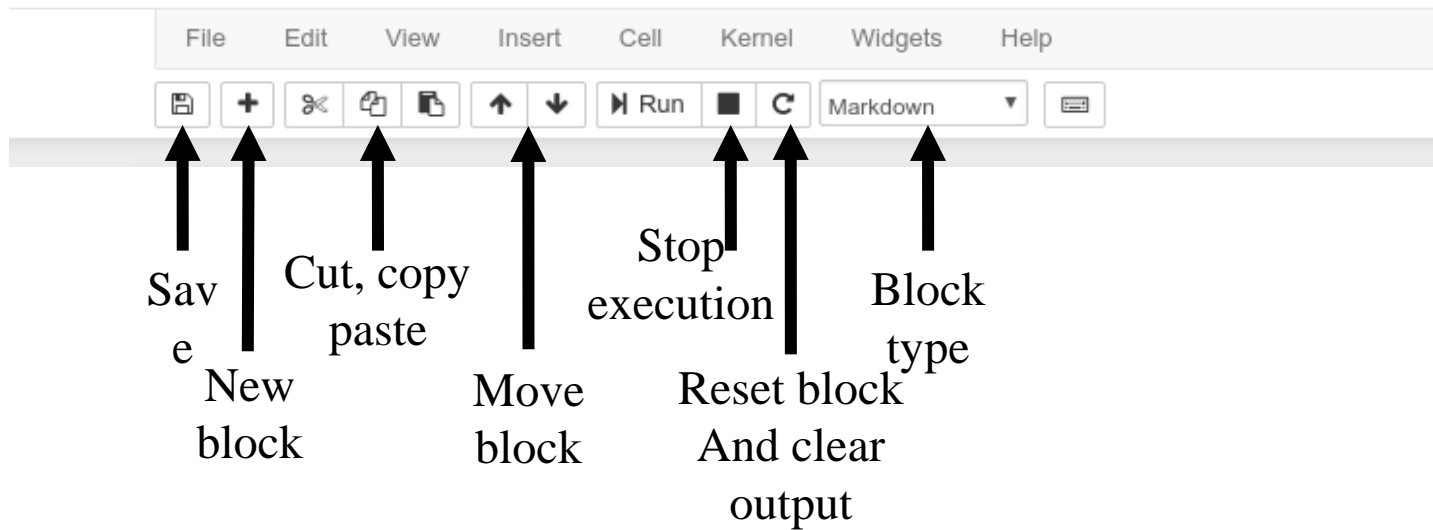 File Edit View Insert Cell Kernel Widgets Help
Run Markdown
Sav
e
New
block
Cut, copy
paste
Move
block
Stop
execution
Reset block
And clear
output
Block
type